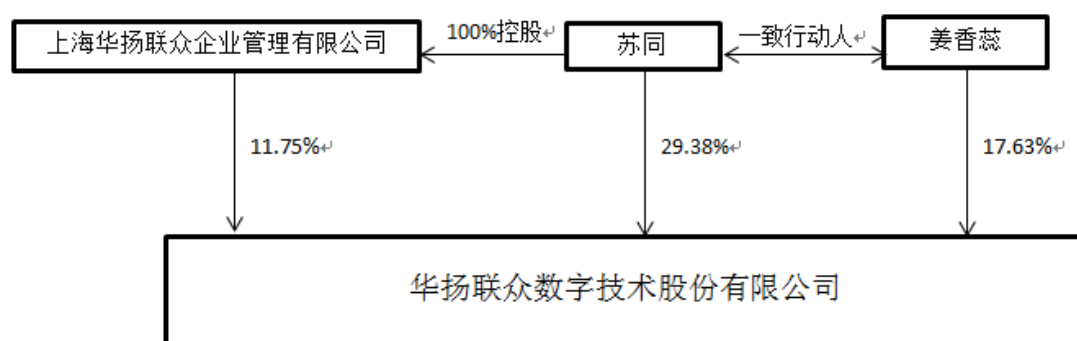 上海华扬联众企业管理有限公司
100%控股
苏同
一致行动人
姜香蕊
11.75%
29.38%
17.63%
华扬联众数字技术股份有限公司